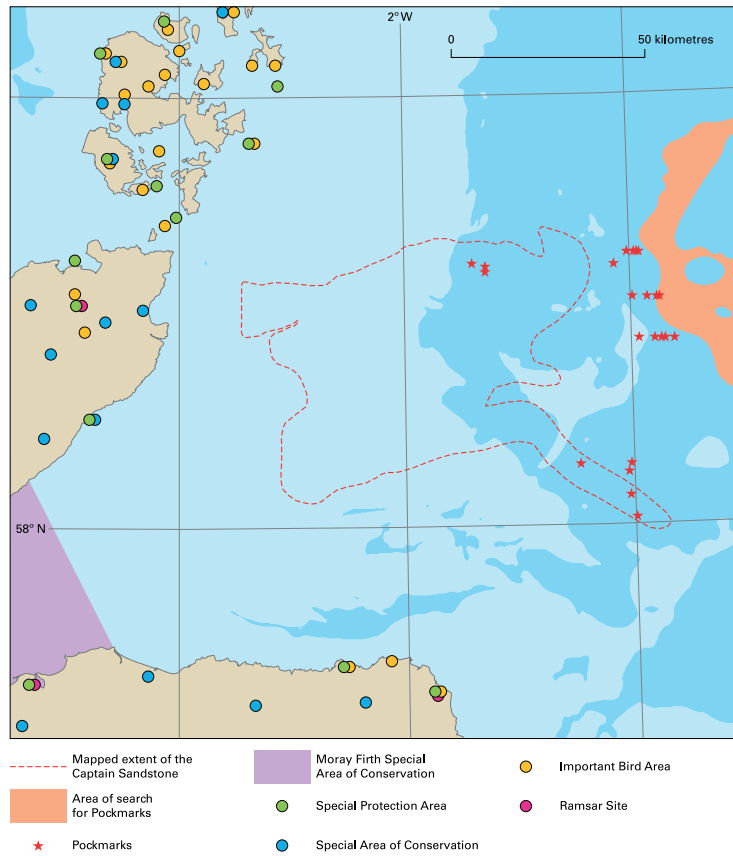 2° W
0
50 kilometres
58° N
Mapped extent of the
Captain Sandstone
Moray Firth Special
Area of Conservation
Important Bird Area
Area of search
for Pockmarks
Special Protection Area
Ramsar Site
Pockmarks
Special Area of Conservation